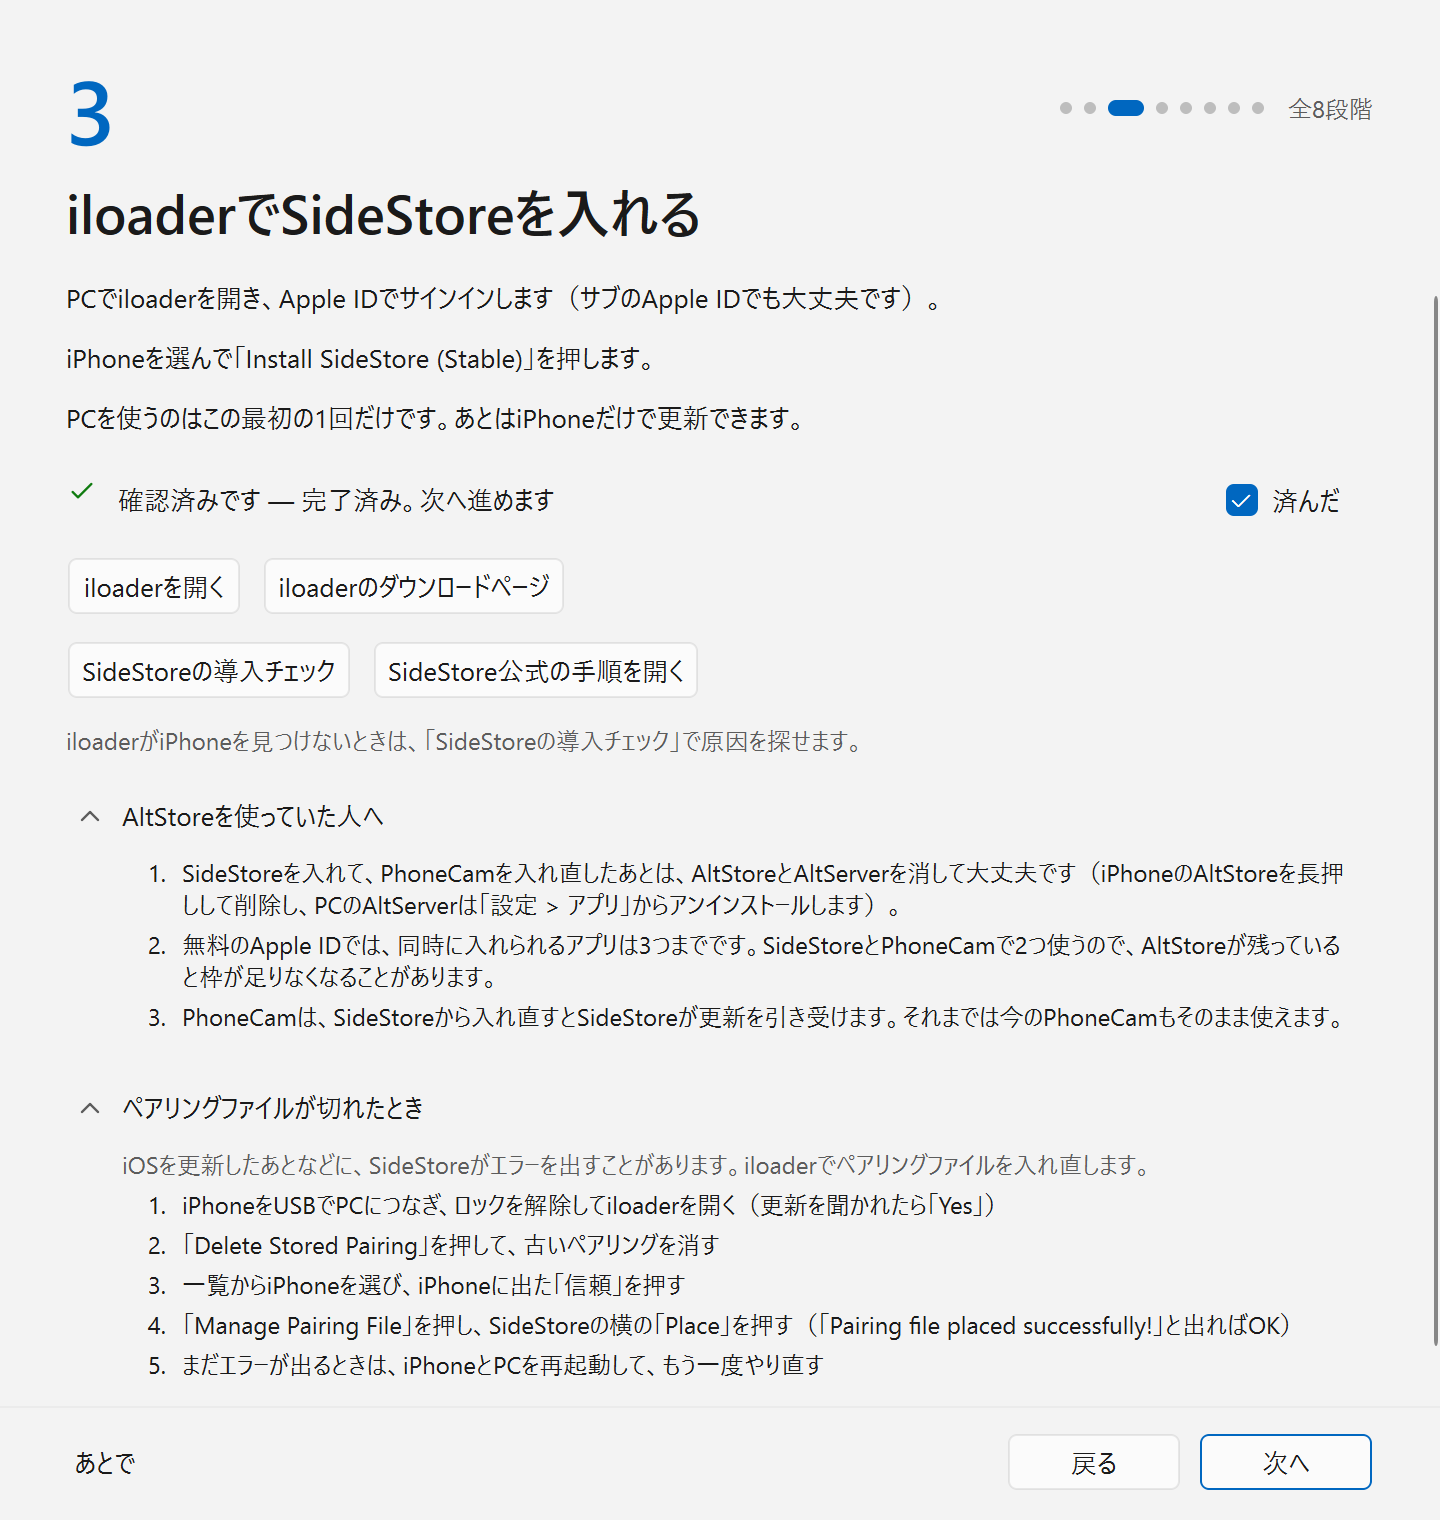 3
全8段階
iloaderでSideStoreを入れる
PCでiloaderを開き、Apple IDでサインインします（サブのApple IDでも大丈夫です）。
iPhoneを選んで「Install SideStore (Stable)」を押します。
PCを使うのはこの最初の1回だけです。あとはiPhoneだけで更新できます。
確認済みです — 完了済み。次へ進めます
済んだ
iloaderを開く
iloaderのダウンロードページ
SideStoreの導入チェック
SideStore公式の手順を開く
iloaderがiPhoneを見つけないときは、「SideStoreの導入チェック」で原因を探せます。
AltStoreを使っていた人へ
1. SideStoreを入れて、PhoneCamを入れ直したあとは、AltStoreとAltServerを消して大丈夫です（iPhoneのAltStoreを長押
しして削除し、PCのAltServerは「設定 > アプリ」からアンインストールします）。
2. 無料のApple IDでは、同時に入れられるアプリは3つまでです。SideStoreとPhoneCamで2つ使うので、AltStoreが残っている
と枠が足りなくなることがあります。
3. PhoneCamは、SideStoreから入れ直すとSideStoreが更新を引き受けます。それまでは今のPhoneCamもそのまま使えます。
ペアリングファイルが切れたとき
iOSを更新したあとなどに、SideStoreがエラーを出すことがあります。iloaderでペアリングファイルを入れ直します。
1. iPhoneをUSBでPCにつなぎ、ロックを解除してiloaderを開く（更新を聞かれたら「Yes」）
2. 「Delete Stored Pairing」を押して、古いペアリングを消す
3. 一覧からiPhoneを選び、iPhoneに出た「信頼」を押す
4. 「Manage Pairing File」を押し、SideStoreの横の「Place」を押す（「Pairing file placed successfully!」と出ればOK）
5. まだエラーが出るときは、iPhoneとPCを再起動して、もう一度やり直す
あとで
戻る
次へ